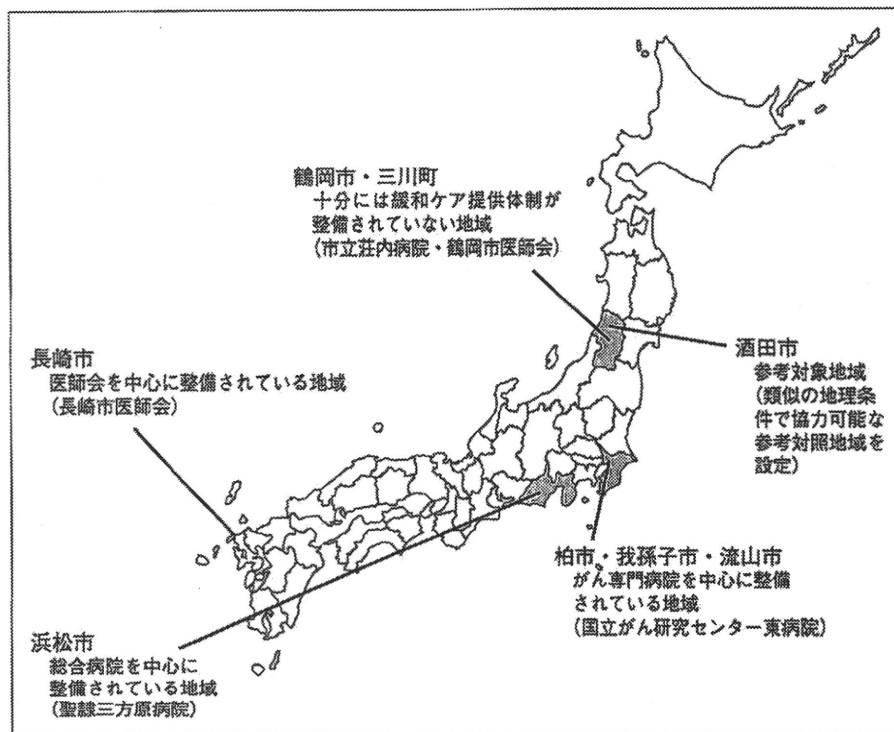 鶴岡市・三川町
十分には緩和ケア提供体制が
整備されていない地域
(市立荘内病院・鶴岡市医師会)
酒田市
参考対象地域
(類似の地理条
件で協力可能な
参考対照地域を
設定)
長崎市
医師会を中心に整備されている地域
(長崎市医師会)
柏市・我孫子市・流山市
がん専門病院を中心に整備
されている地域
(国立がん研究センター東病院)
浜松市
総合病院を中心に
整備されている地域
(聖隷三方原病院)